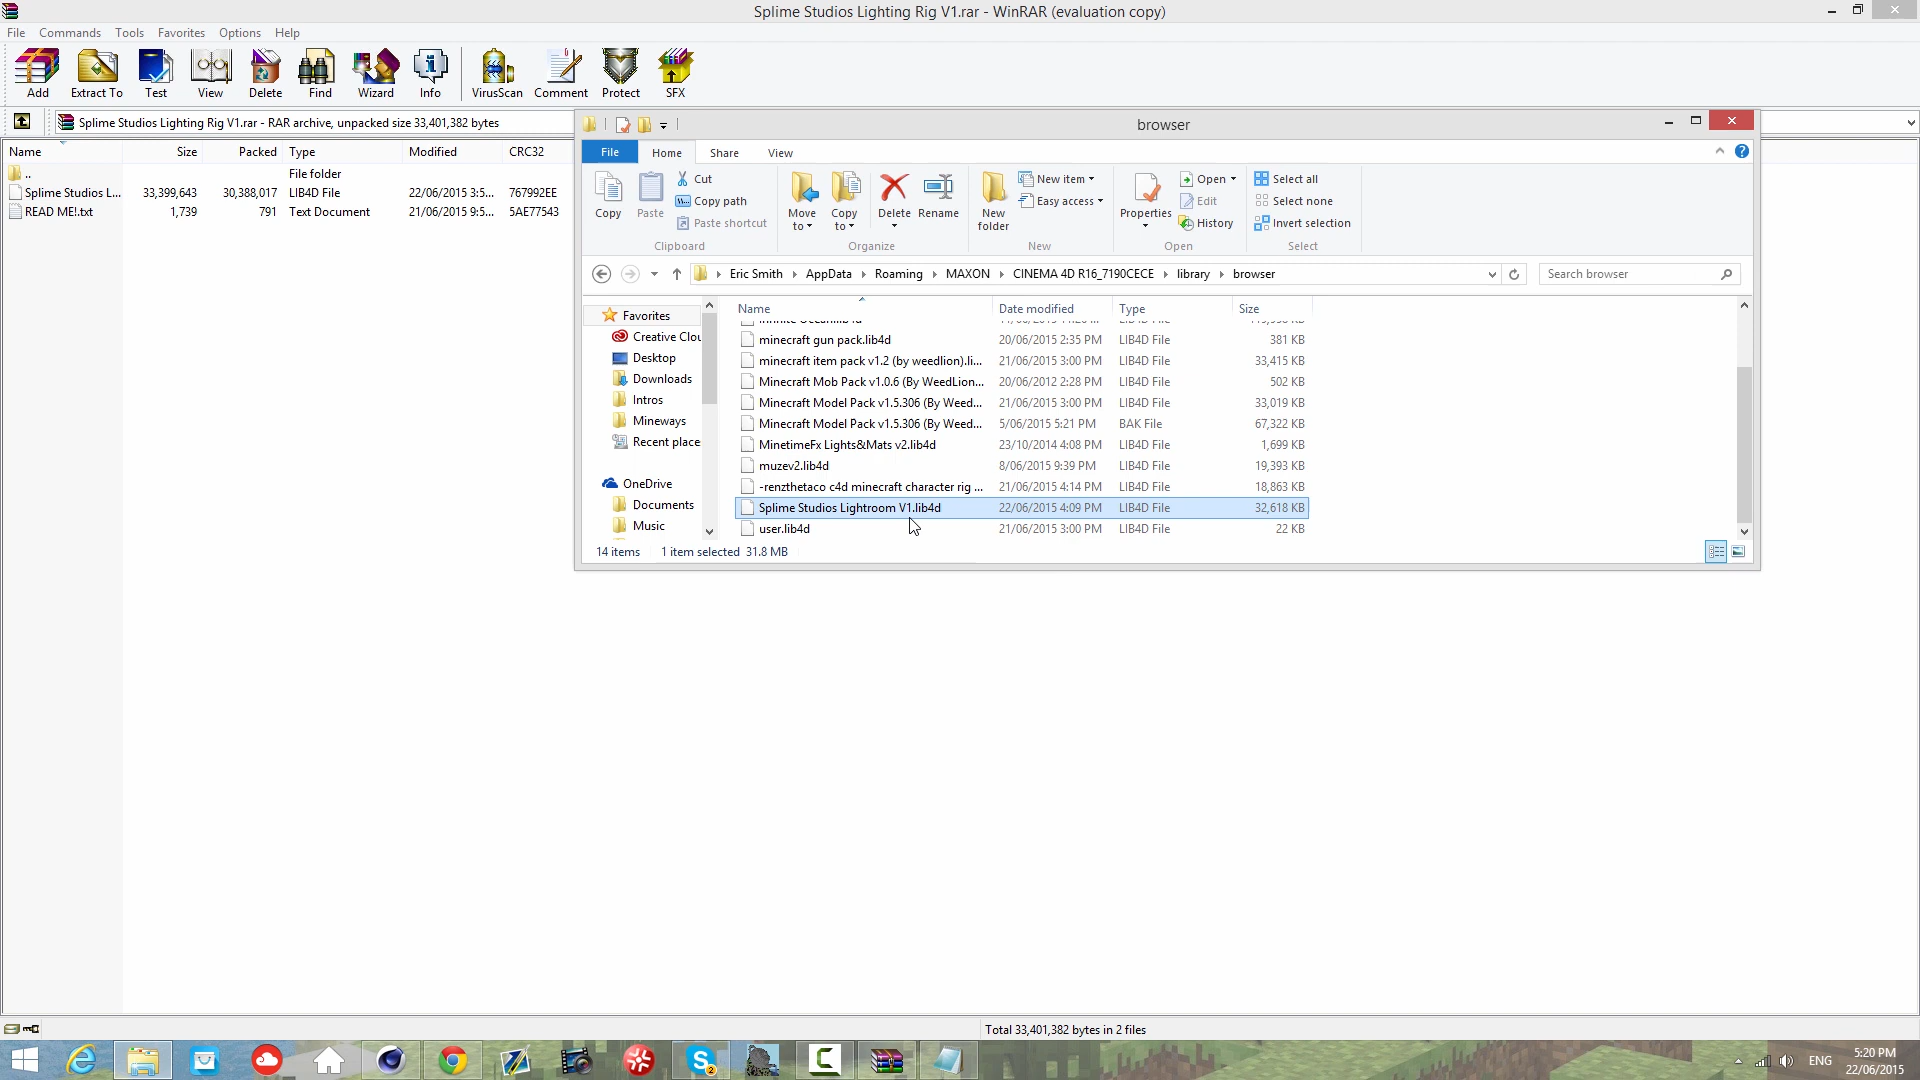 Splime Studios Lighting Rig V1.rar - WinRAR (evaluation copy)
File Commands Tools Favorites Options Help
Add Extract To Test View Delete Find Wizard Info VirusScan Comment Protect SFX
Splime Studios Lighting Rig V1.rar - RAR archive, unpacked size 33,401,382 bytes
Name Size Packed Type Modified CRC32
.. File folder
Splime Studios L... 33,399,643 30,388,017 LIB4D File 22/06/2015 3:5... 767992EE
READ ME!.txt 1,739 791 Text Document 21/06/2015 9:5... 5AE77543
browser
File Home Share View
Copy Paste Cut Copy path Paste shortcut
Clipboard
Move to Copy to Delete Rename
Organize
New folder New item Easy access
New
Properties Open Edit History
Open
Select all Select none Invert selection
Select
Eric Smith AppData Roaming MAXON CINEMA 4D R16_7190CECE library browser
Search browser
Favorites
Creative Clou
Desktop
Downloads
Intros
Mineways
Recent place
OneDrive
Documents
Music
Name Date modified Type Size
minecraft gun pack.lib4d 20/06/2015 2:35 PM LIB4D File 381 KB
minecraft item pack v1.2 (by weedlion).li... 21/06/2015 3:00 PM LIB4D File 33,415 KB
Minecraft Mob Pack v1.0.6 (By WeedLion... 20/06/2012 2:28 PM LIB4D File 502 KB
Minecraft Model Pack v1.5.306 (By Weed... 21/06/2015 3:00 PM LIB4D File 33,019 KB
Minecraft Model Pack v1.5.306 (By Weed... 5/06/2015 5:21 PM BAK File 67,322 KB
MinetimeFx Lights&Mats v2.lib4d 23/10/2014 4:08 PM LIB4D File 1,699 KB
muzev2.lib4d 8/06/2015 9:39 PM LIB4D File 19,393 KB
-renzthetaco c4d minecraft character rig ... 21/06/2015 4:14 PM LIB4D File 18,863 KB
Splime Studios Lightroom V1.lib4d 22/06/2015 4:09 PM LIB4D File 32,618 KB
user.lib4d 21/06/2015 3:00 PM LIB4D File 22 KB
14 items 1 item selected 31.8 MB
Total 33,401,382 bytes in 2 files
2
ENG
5:20 PM
22/06/2015